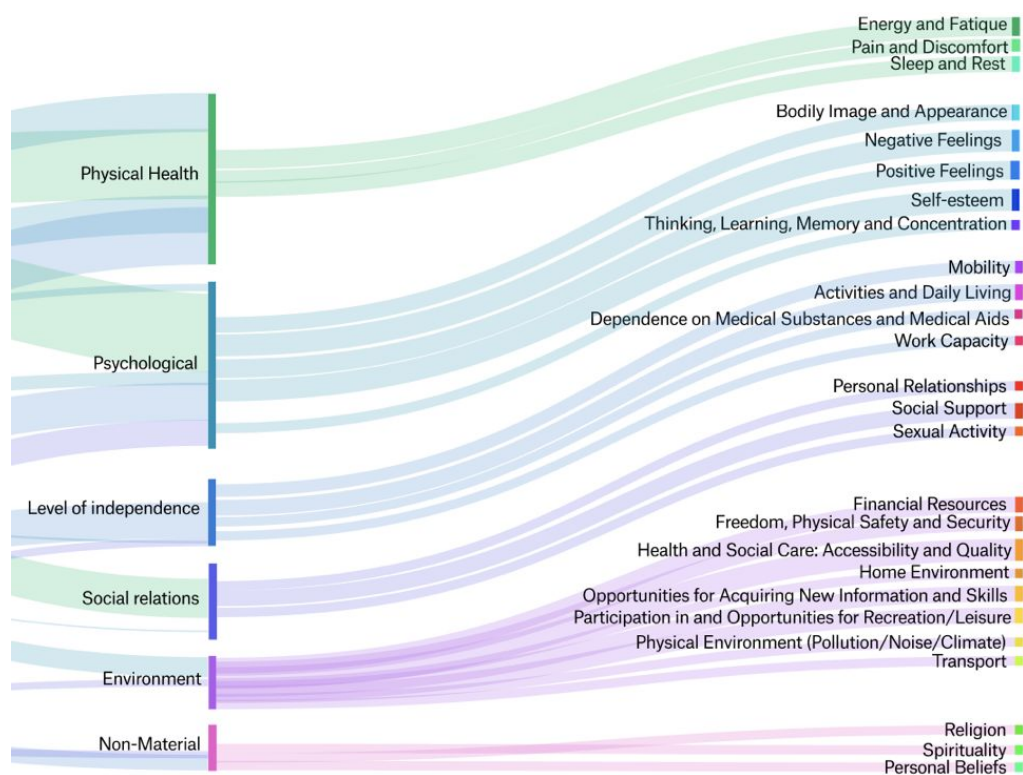 Physical Health
Psychological
Level of independence
Social relations
Environment
Non-Material
Energy and Fatique
Pain and Discomfort
Sleep and Rest
Bodily Image and Appearance
Negative Feelings
Positive Feelings
Self-esteem
Thinking, Learning, Memory and Concentration
Mobility
Activities and Daily Living
Dependence on Medical Substances and Medical Aids
Work Capacity
Personal Relationships
Social Support
Sexual Activity
Financial Resources
Freedom, Physical Safety and Security
Health and Social Care: Accessibility and Quality
Home Environment
Opportunities for Acquiring New Information and Skills
Participation in and Opportunities for Recreation/Leisure
Physical Environment (Pollution/Noise/Climate)
Transport
Religion
Spirituality
Personal Beliefs